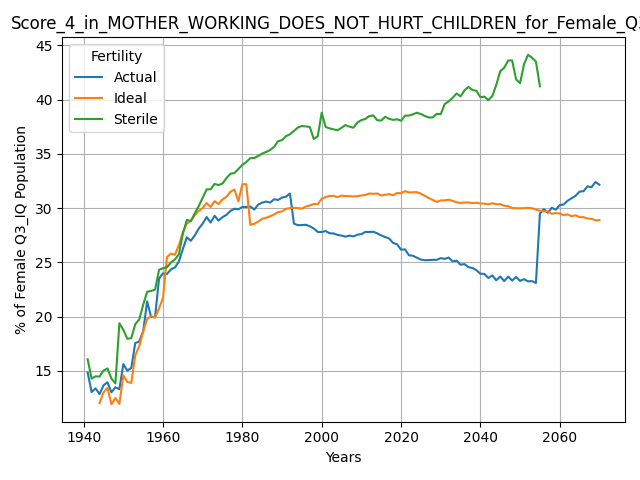 Score_4_in_MOTHER_WORKING_DOES_NOT_HURT_CHILDREN_for_Female_Q3
Fertility
Actual
Ideal
Sterile
% of Female Q3_IQ Population
45
40
35
30
25
20
15
1940 1960 1980 2000 2020 2040 2060
Years